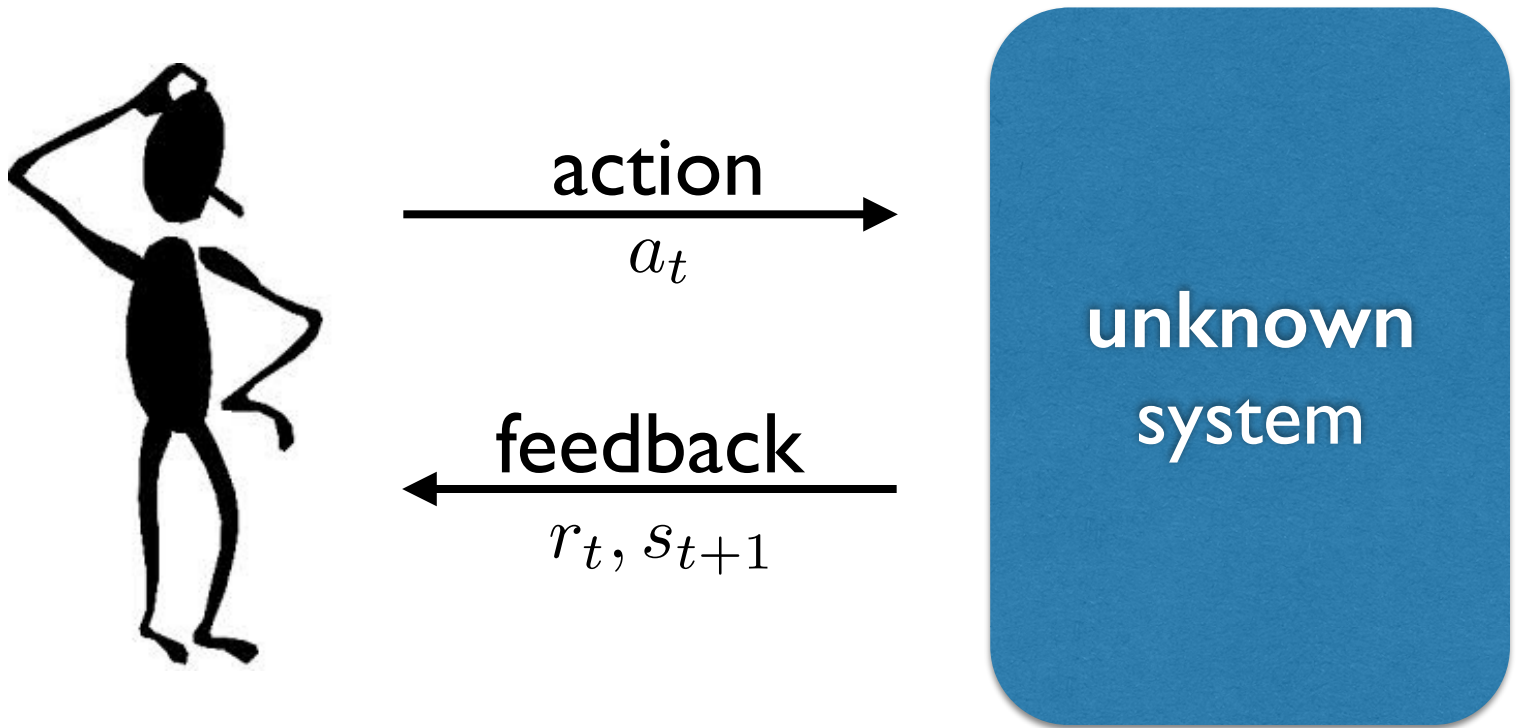 action
a_t
feedback
r_t, s_{t+1}
unknown
system